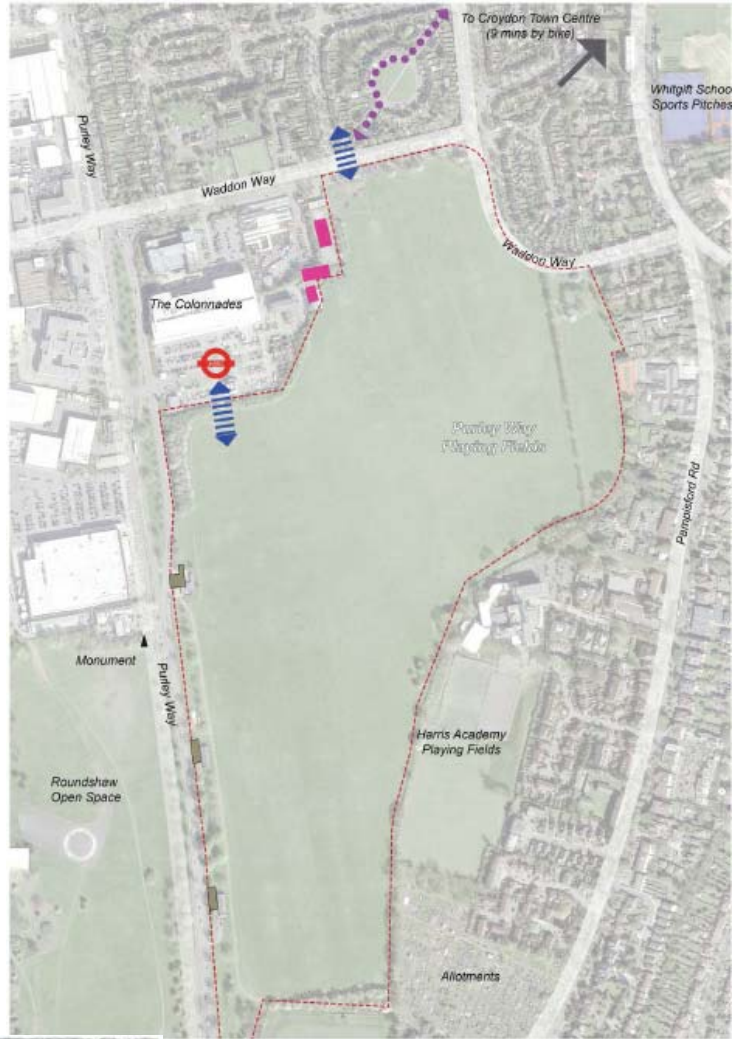 To Croydon Town Centre
(9 mins by bike)
Whitgift School
Sports Pitches
Purley Way
Waddon Way
Waddon Way
The Colonnades
Purley Way
Playing Fields
Pampisford Rd
Monument
Purley Way
Harris Academy
Playing Fields
Roundshaw
Open Space
Allotments